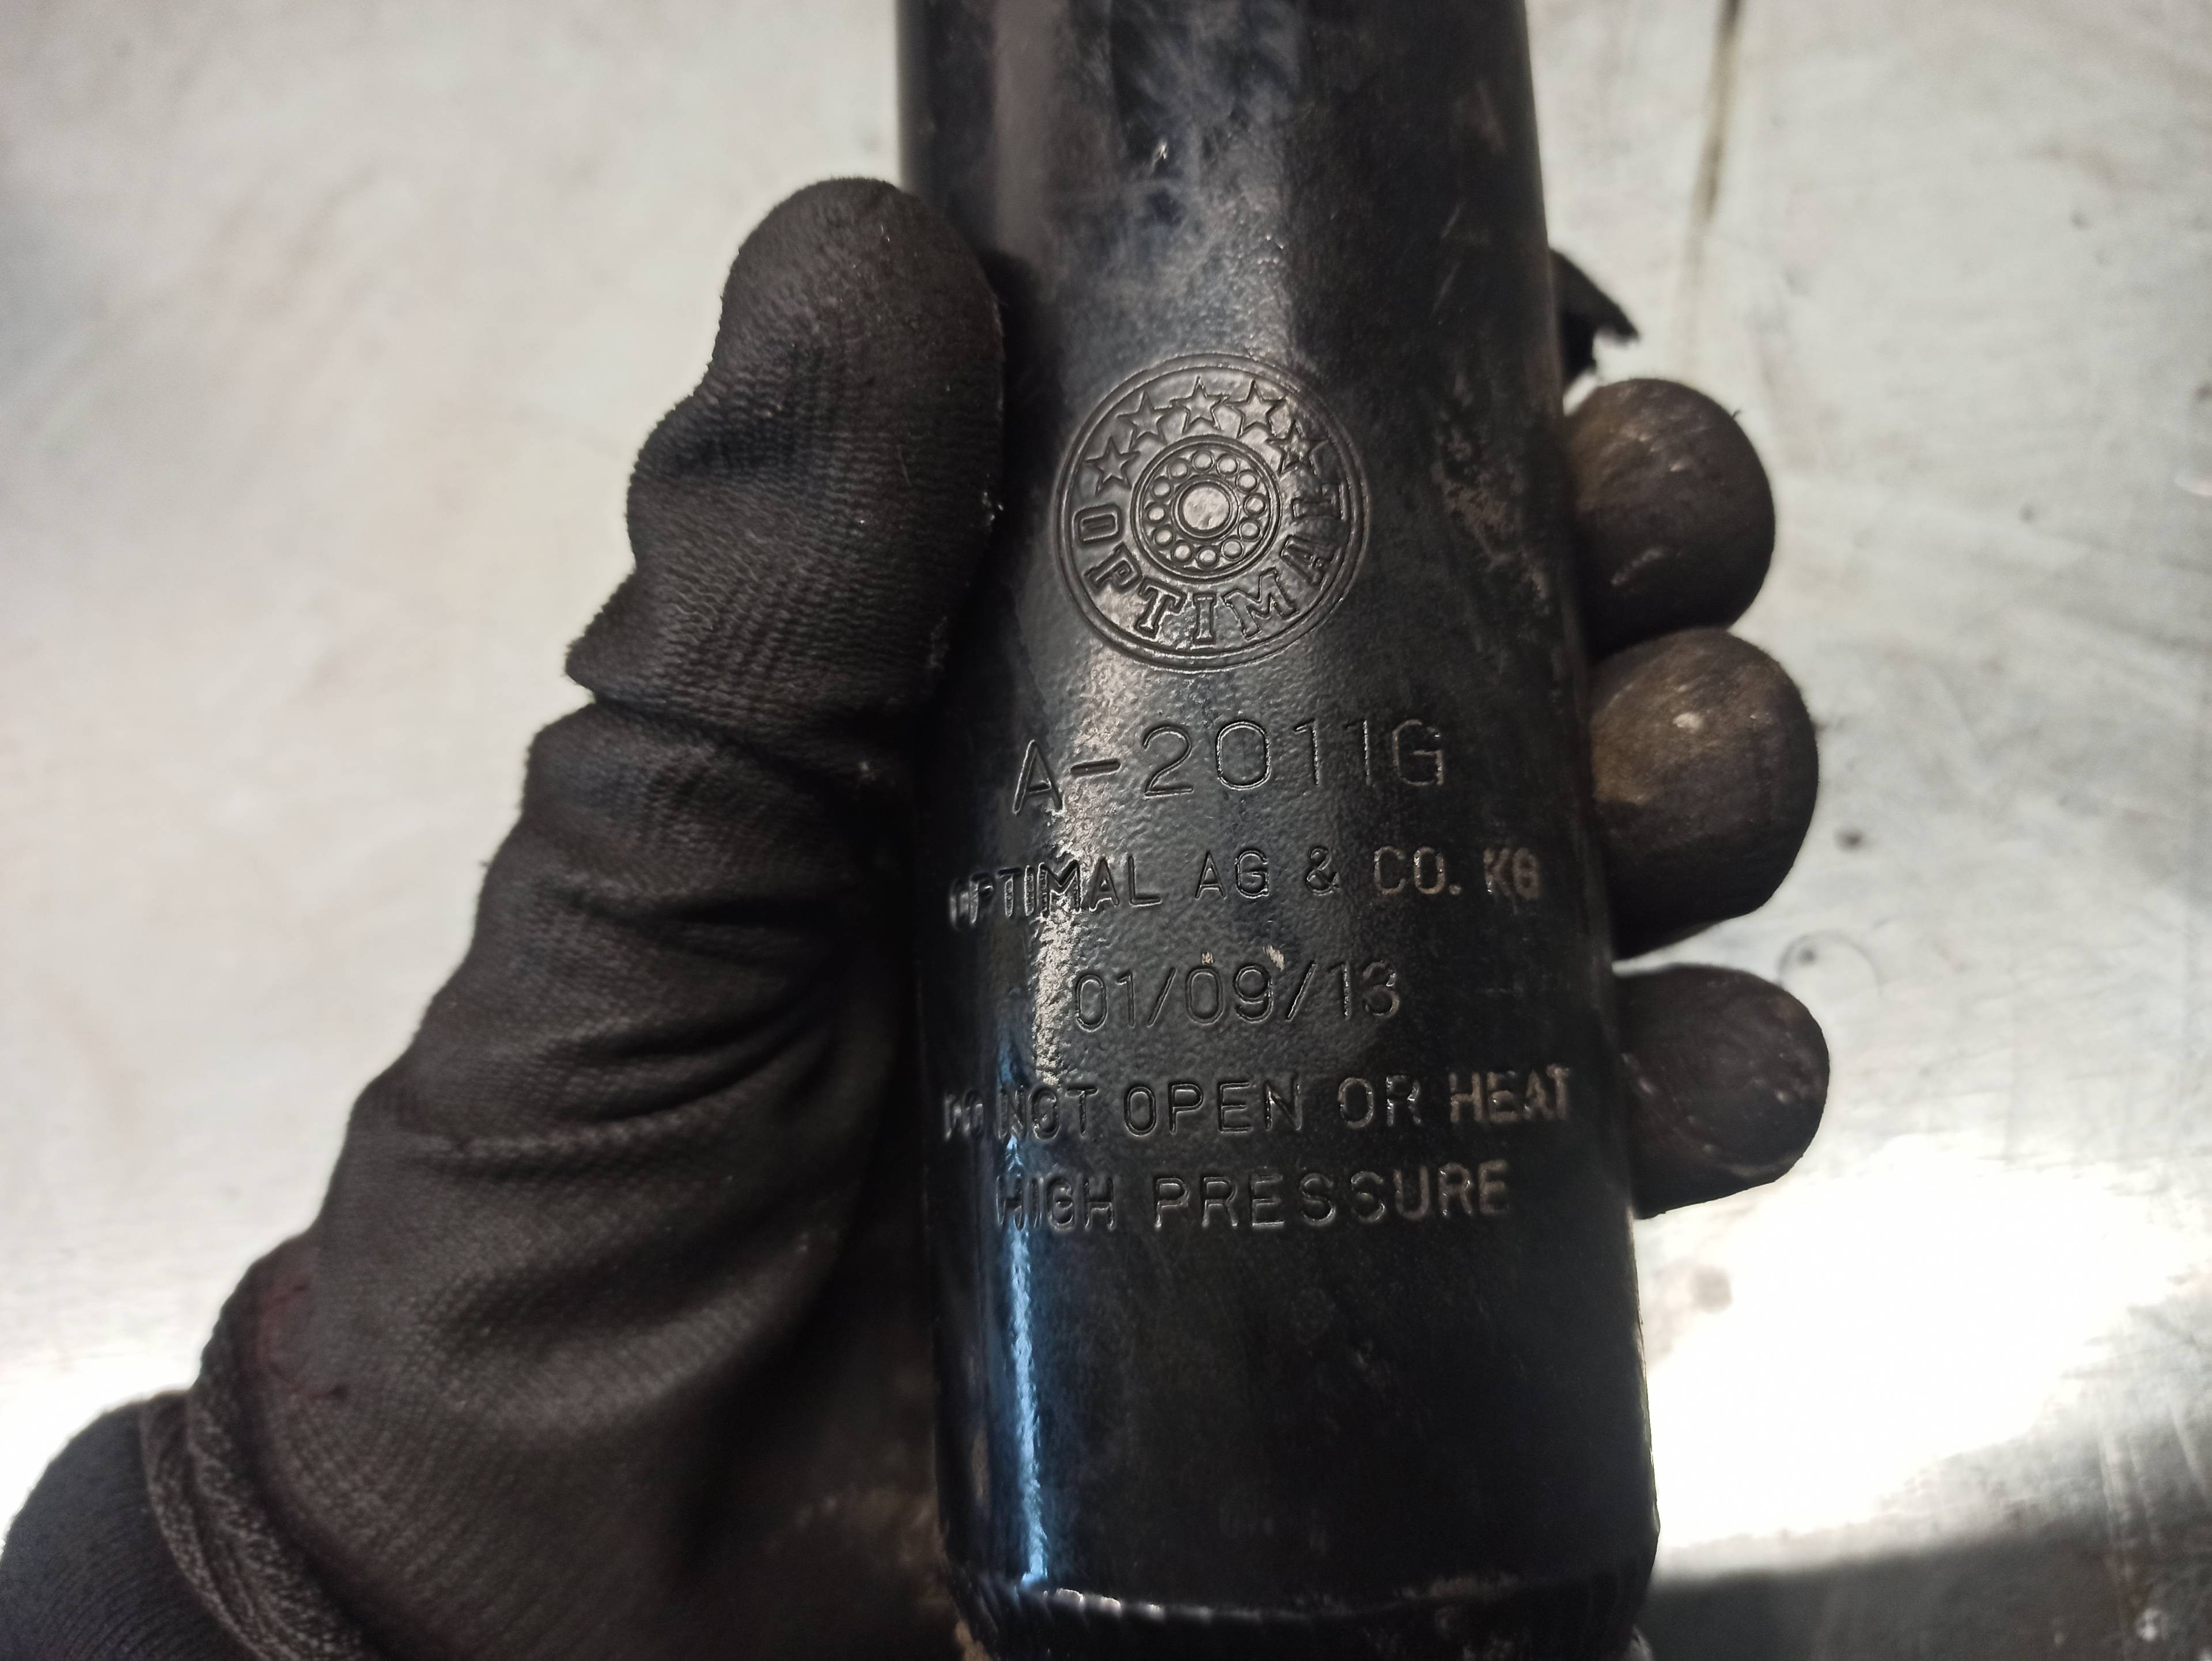 OPTIMAL
A-2011G
OPTIMAL AG & CO. KG
01/09/13
DO NOT OPEN OR HEAT
HIGH PRESSURE